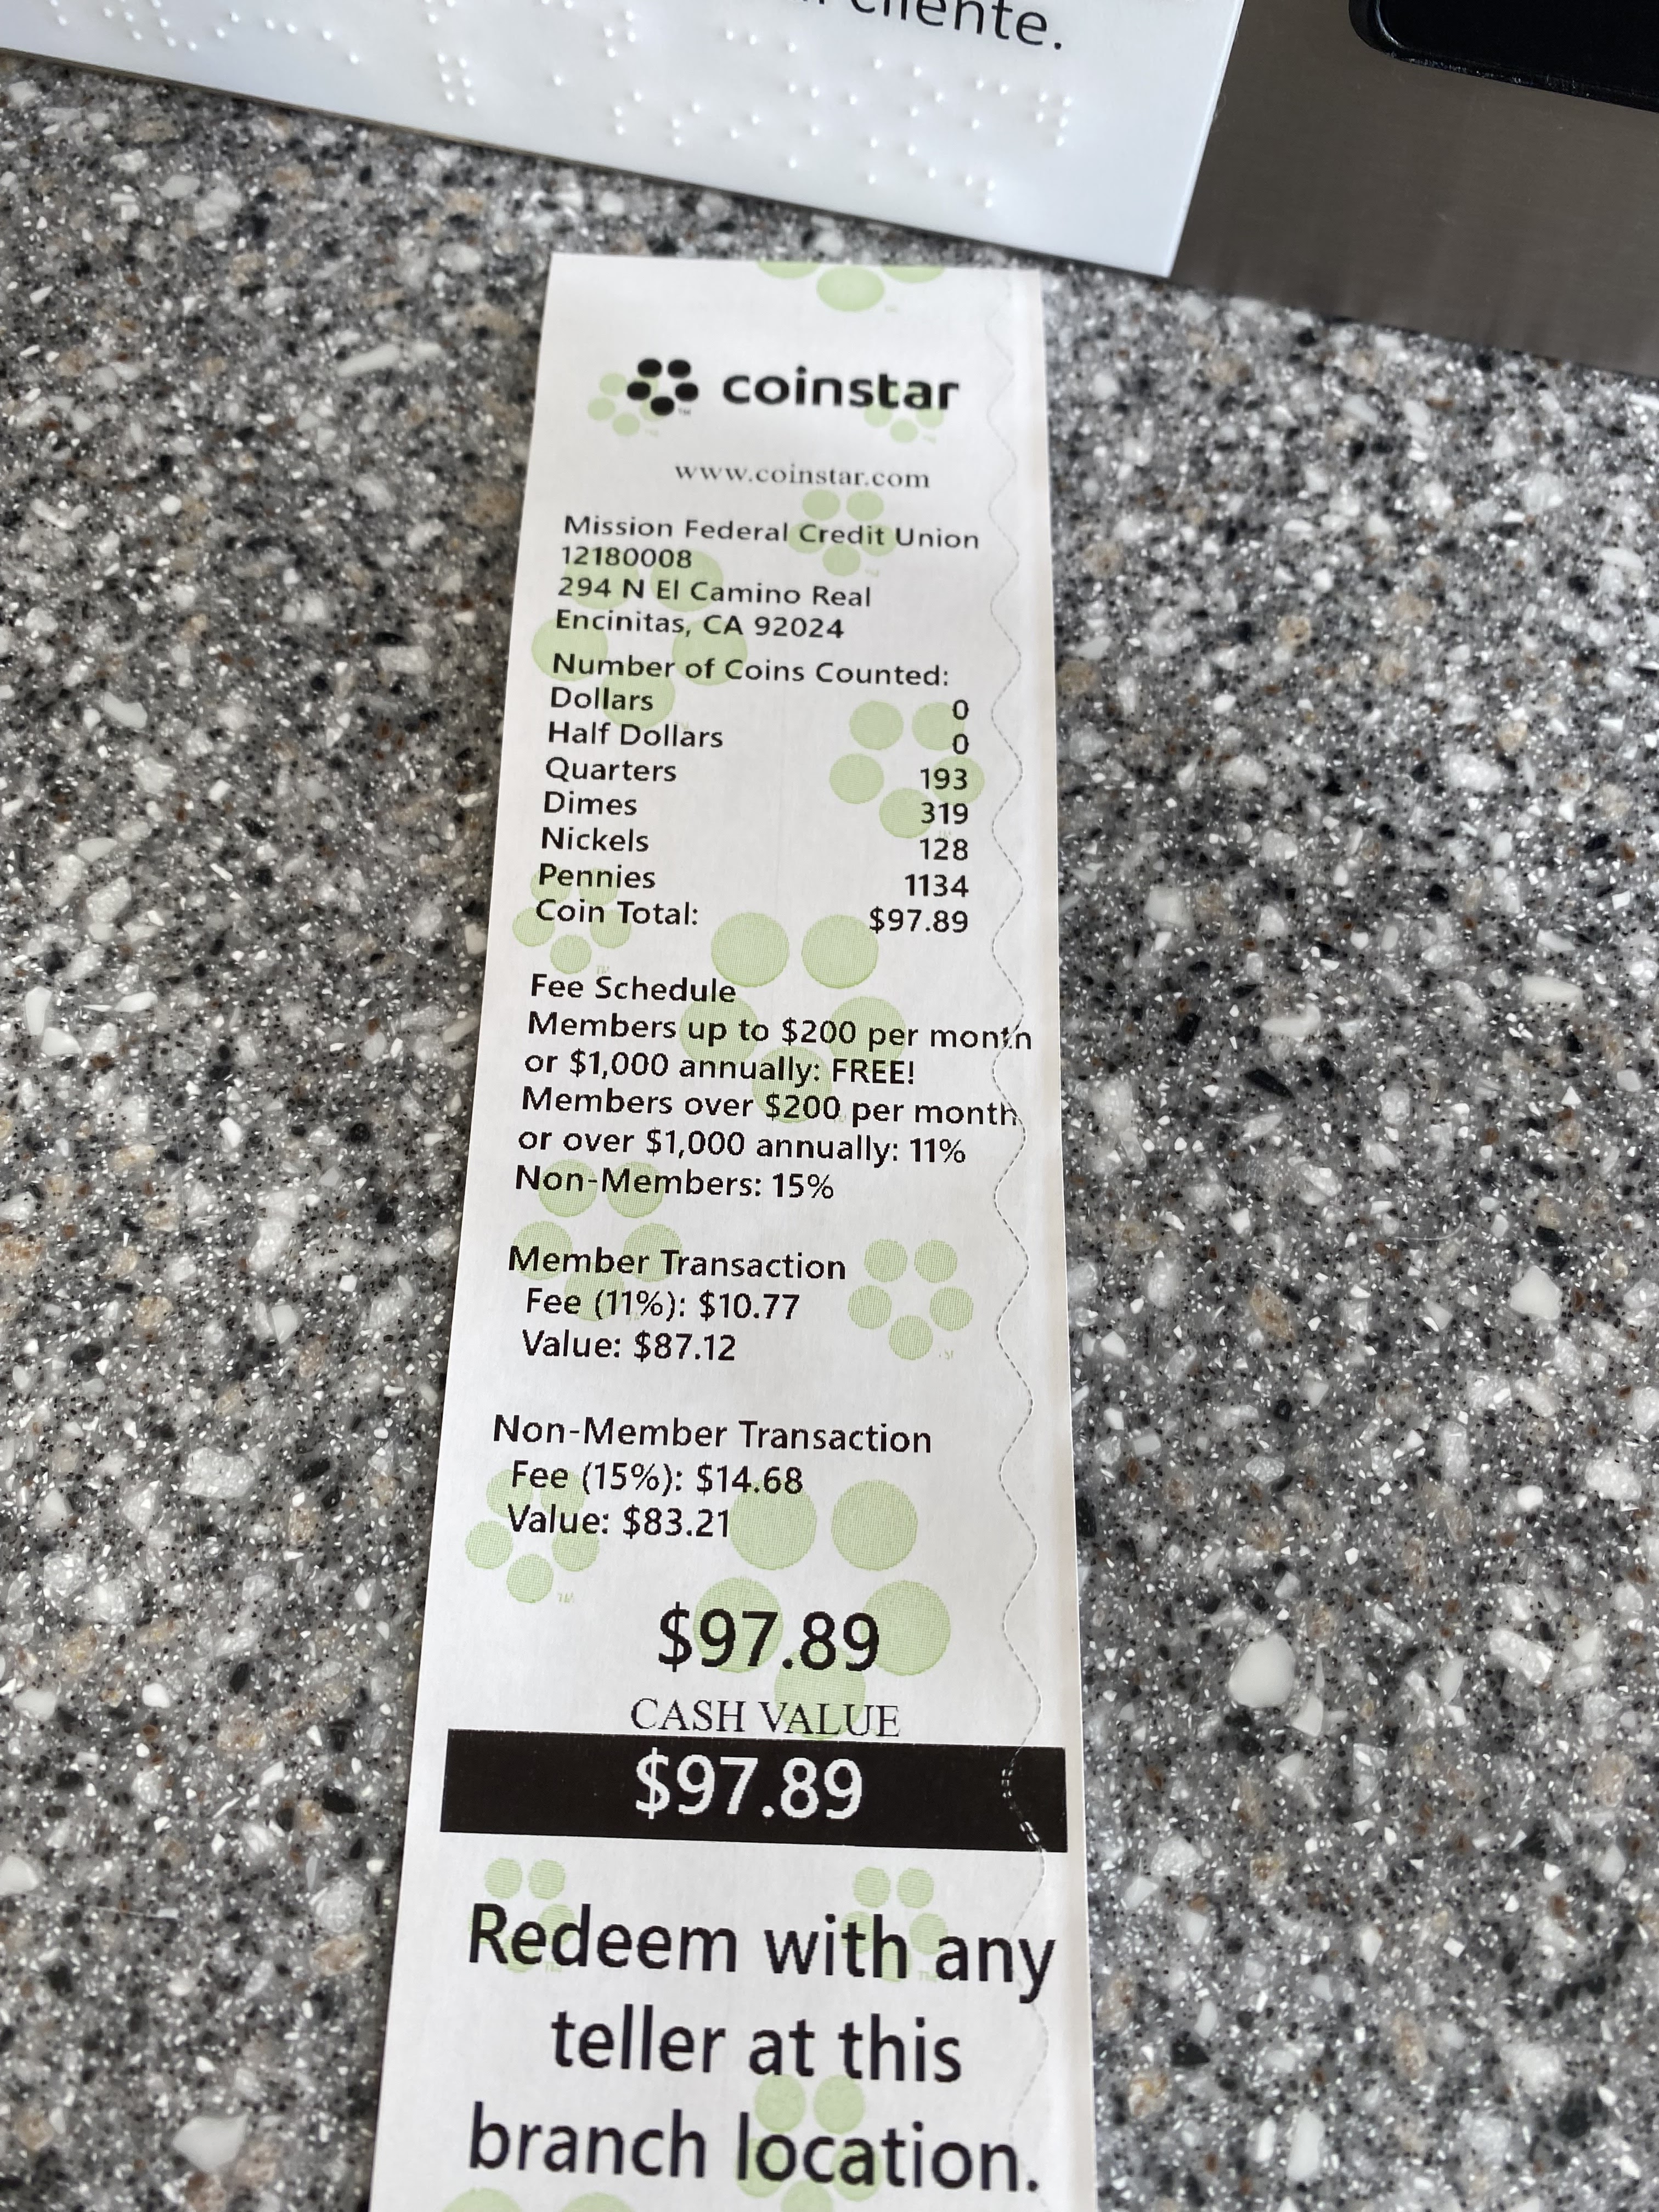 cliente.
coinstar
www.coinstar.com
Mission Federal Credit Union
12180008
294 N El Camino Real
Encinitas, CA 92024
Number of Coins Counted:
Dollars 0
Half Dollars 0
Quarters 193
Dimes 319
Nickels 128
Pennies 1134
Coin Total: $97.89
Fee Schedule
Members up to $200 per month
or $1,000 annually: FREE!
Members over $200 per month
or over $1,000 annually: 11%
Non-Members: 15%
Member Transaction
Fee (11%): $10.77
Value: $87.12
Non-Member Transaction
Fee (15%): $14.68
Value: $83.21
$97.89
CASH VALUE
$97.89
Redeem with any
teller at this
branch location.